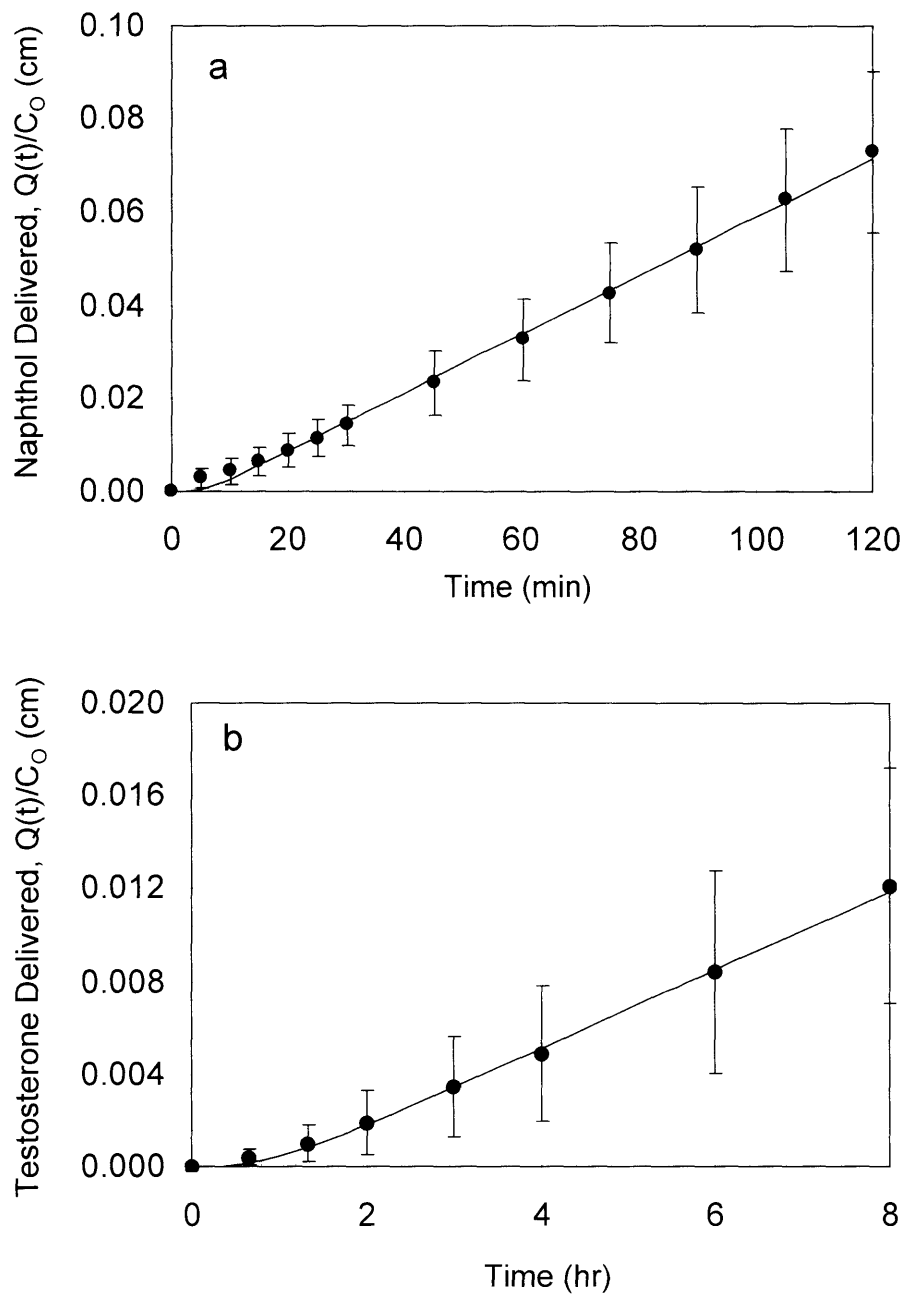 a
Naphthol Delivered, Q(t)/C_O (cm)
0.10
0.08
0.06
0.04
0.02
0.00
0 20 40 60 80 100 120
Time (min)
b
Testosterone Delivered, Q(t)/C_O (cm)
0.020
0.016
0.012
0.008
0.004
0.000
0 2 4 6 8
Time (hr)